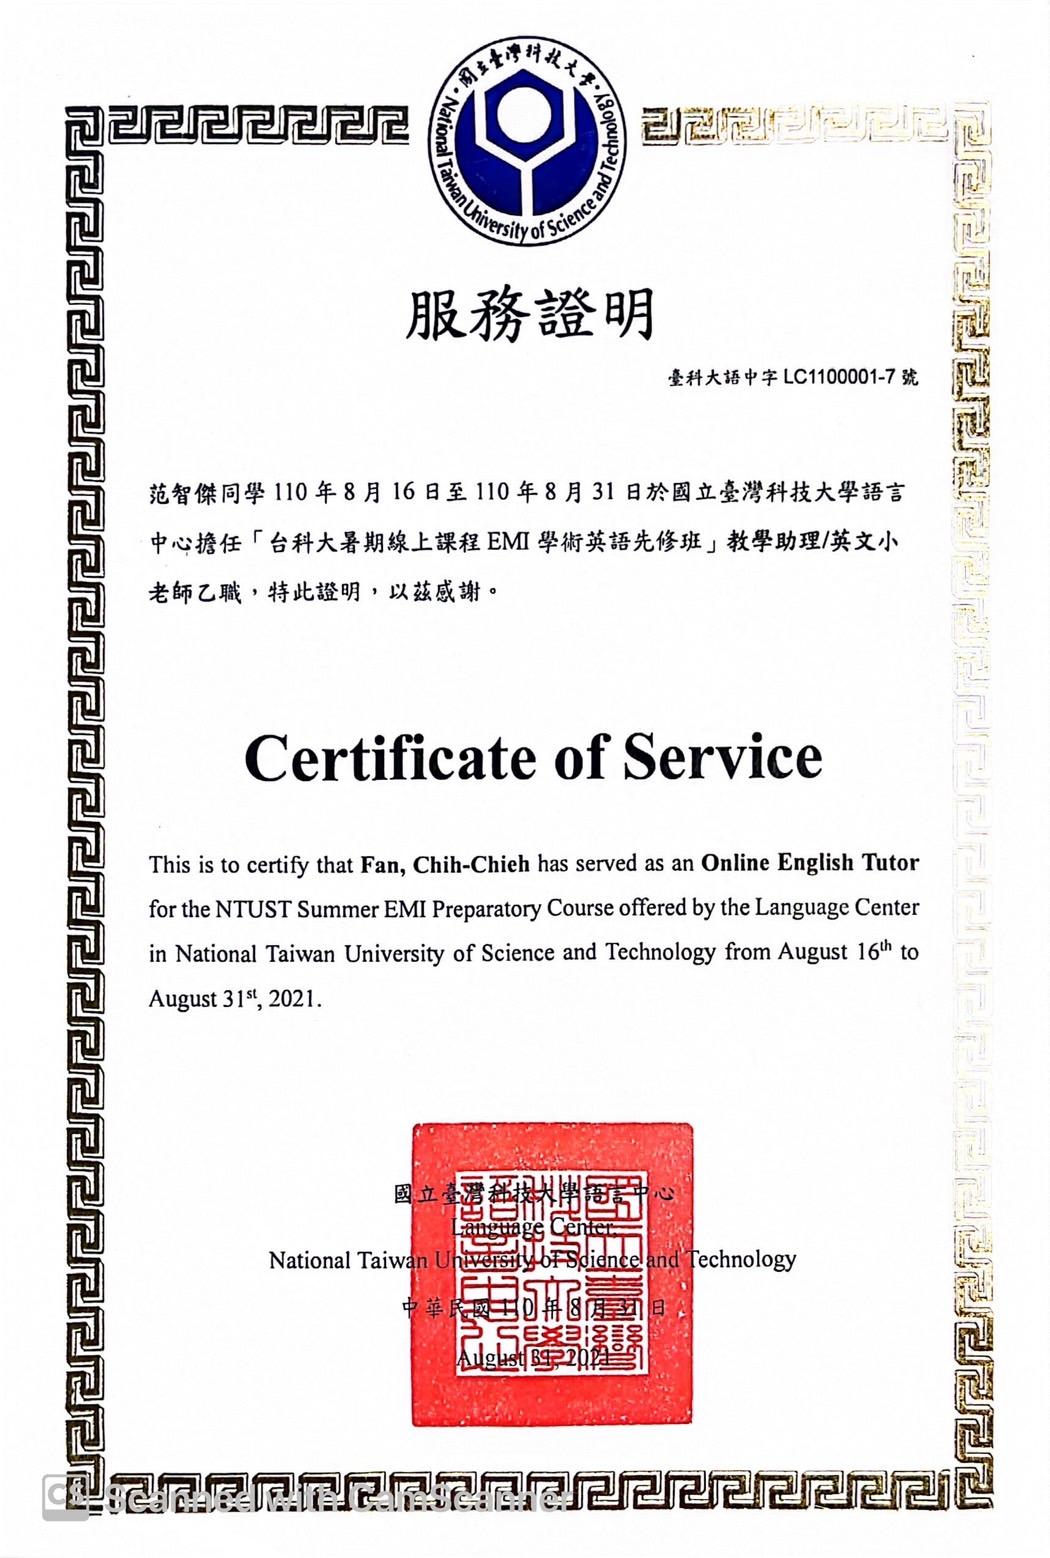 國立臺灣科技大學
National Taiwan University of Science and Technology
服務證明
臺科大語中字 LC1100001-7 號
范智傑同學 110 年 8 月 16 日至 110 年 8 月 31 日於國立臺灣科技大學語言
中心擔任「台科大暑期線上課程 EMI 學術英語先修班」教學助理/英文小
老師乙職，特此證明，以茲感謝。
Certificate of Service
This is to certify that Fan, Chih-Chieh has served as an Online English Tutor
for the NTUST Summer EMI Preparatory Course offered by the Language Center
in National Taiwan University of Science and Technology from August 16th to
August 31st, 2021.
國立臺灣科技大學語言中心
Language Center,
National Taiwan University of Science and Technology
中華民國 110 年 8 月 31 日
August 31, 2021
CS Scanned with CamScanner